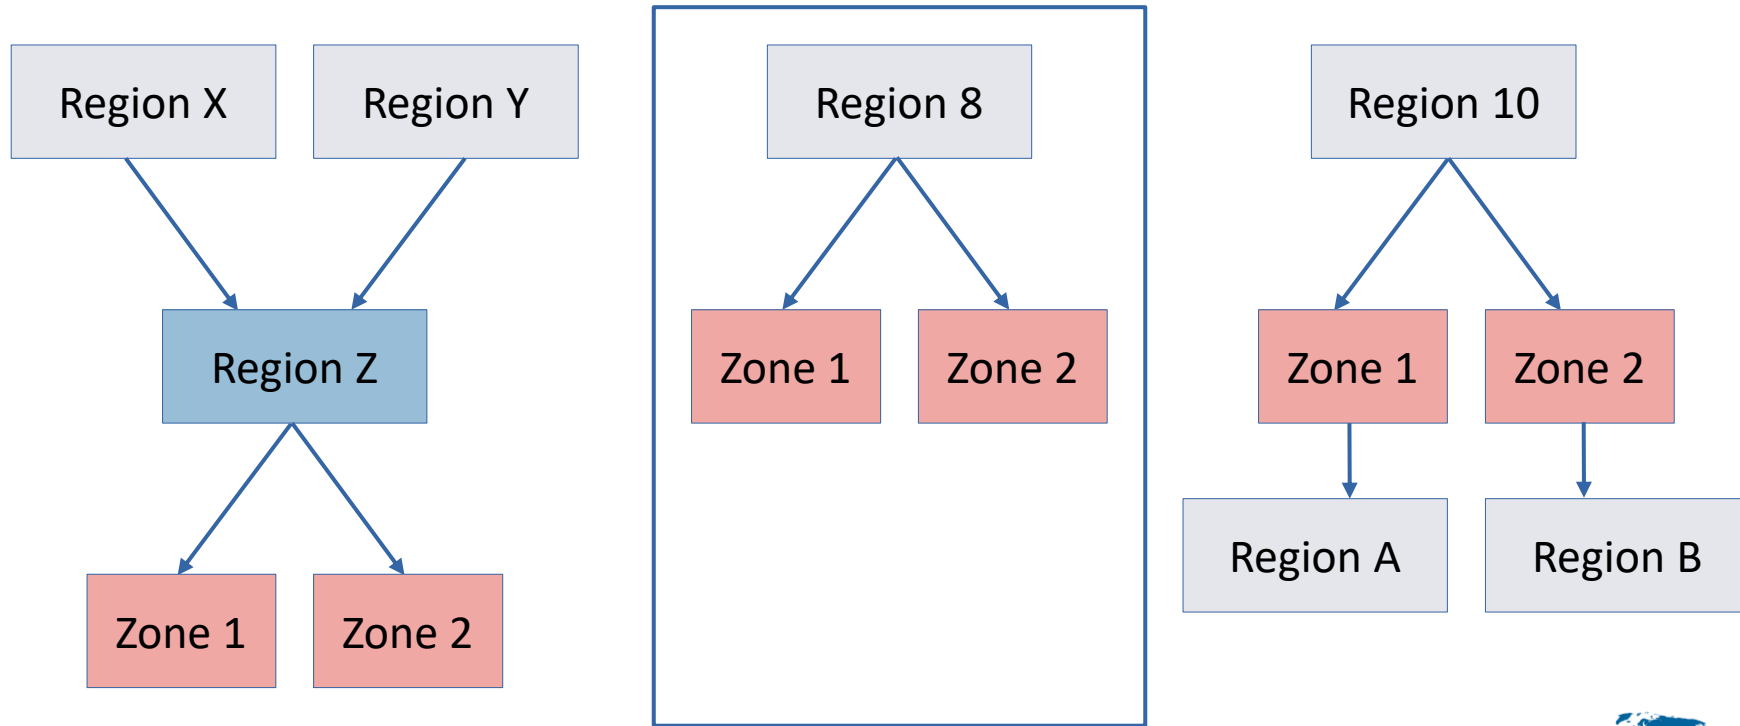 Region X
Region Y
Region 8
Region 10
Region Z
Zone 1
Zone 2
Zone 1
Zone 2
Region A
Region B
Zone 1
Zone 2